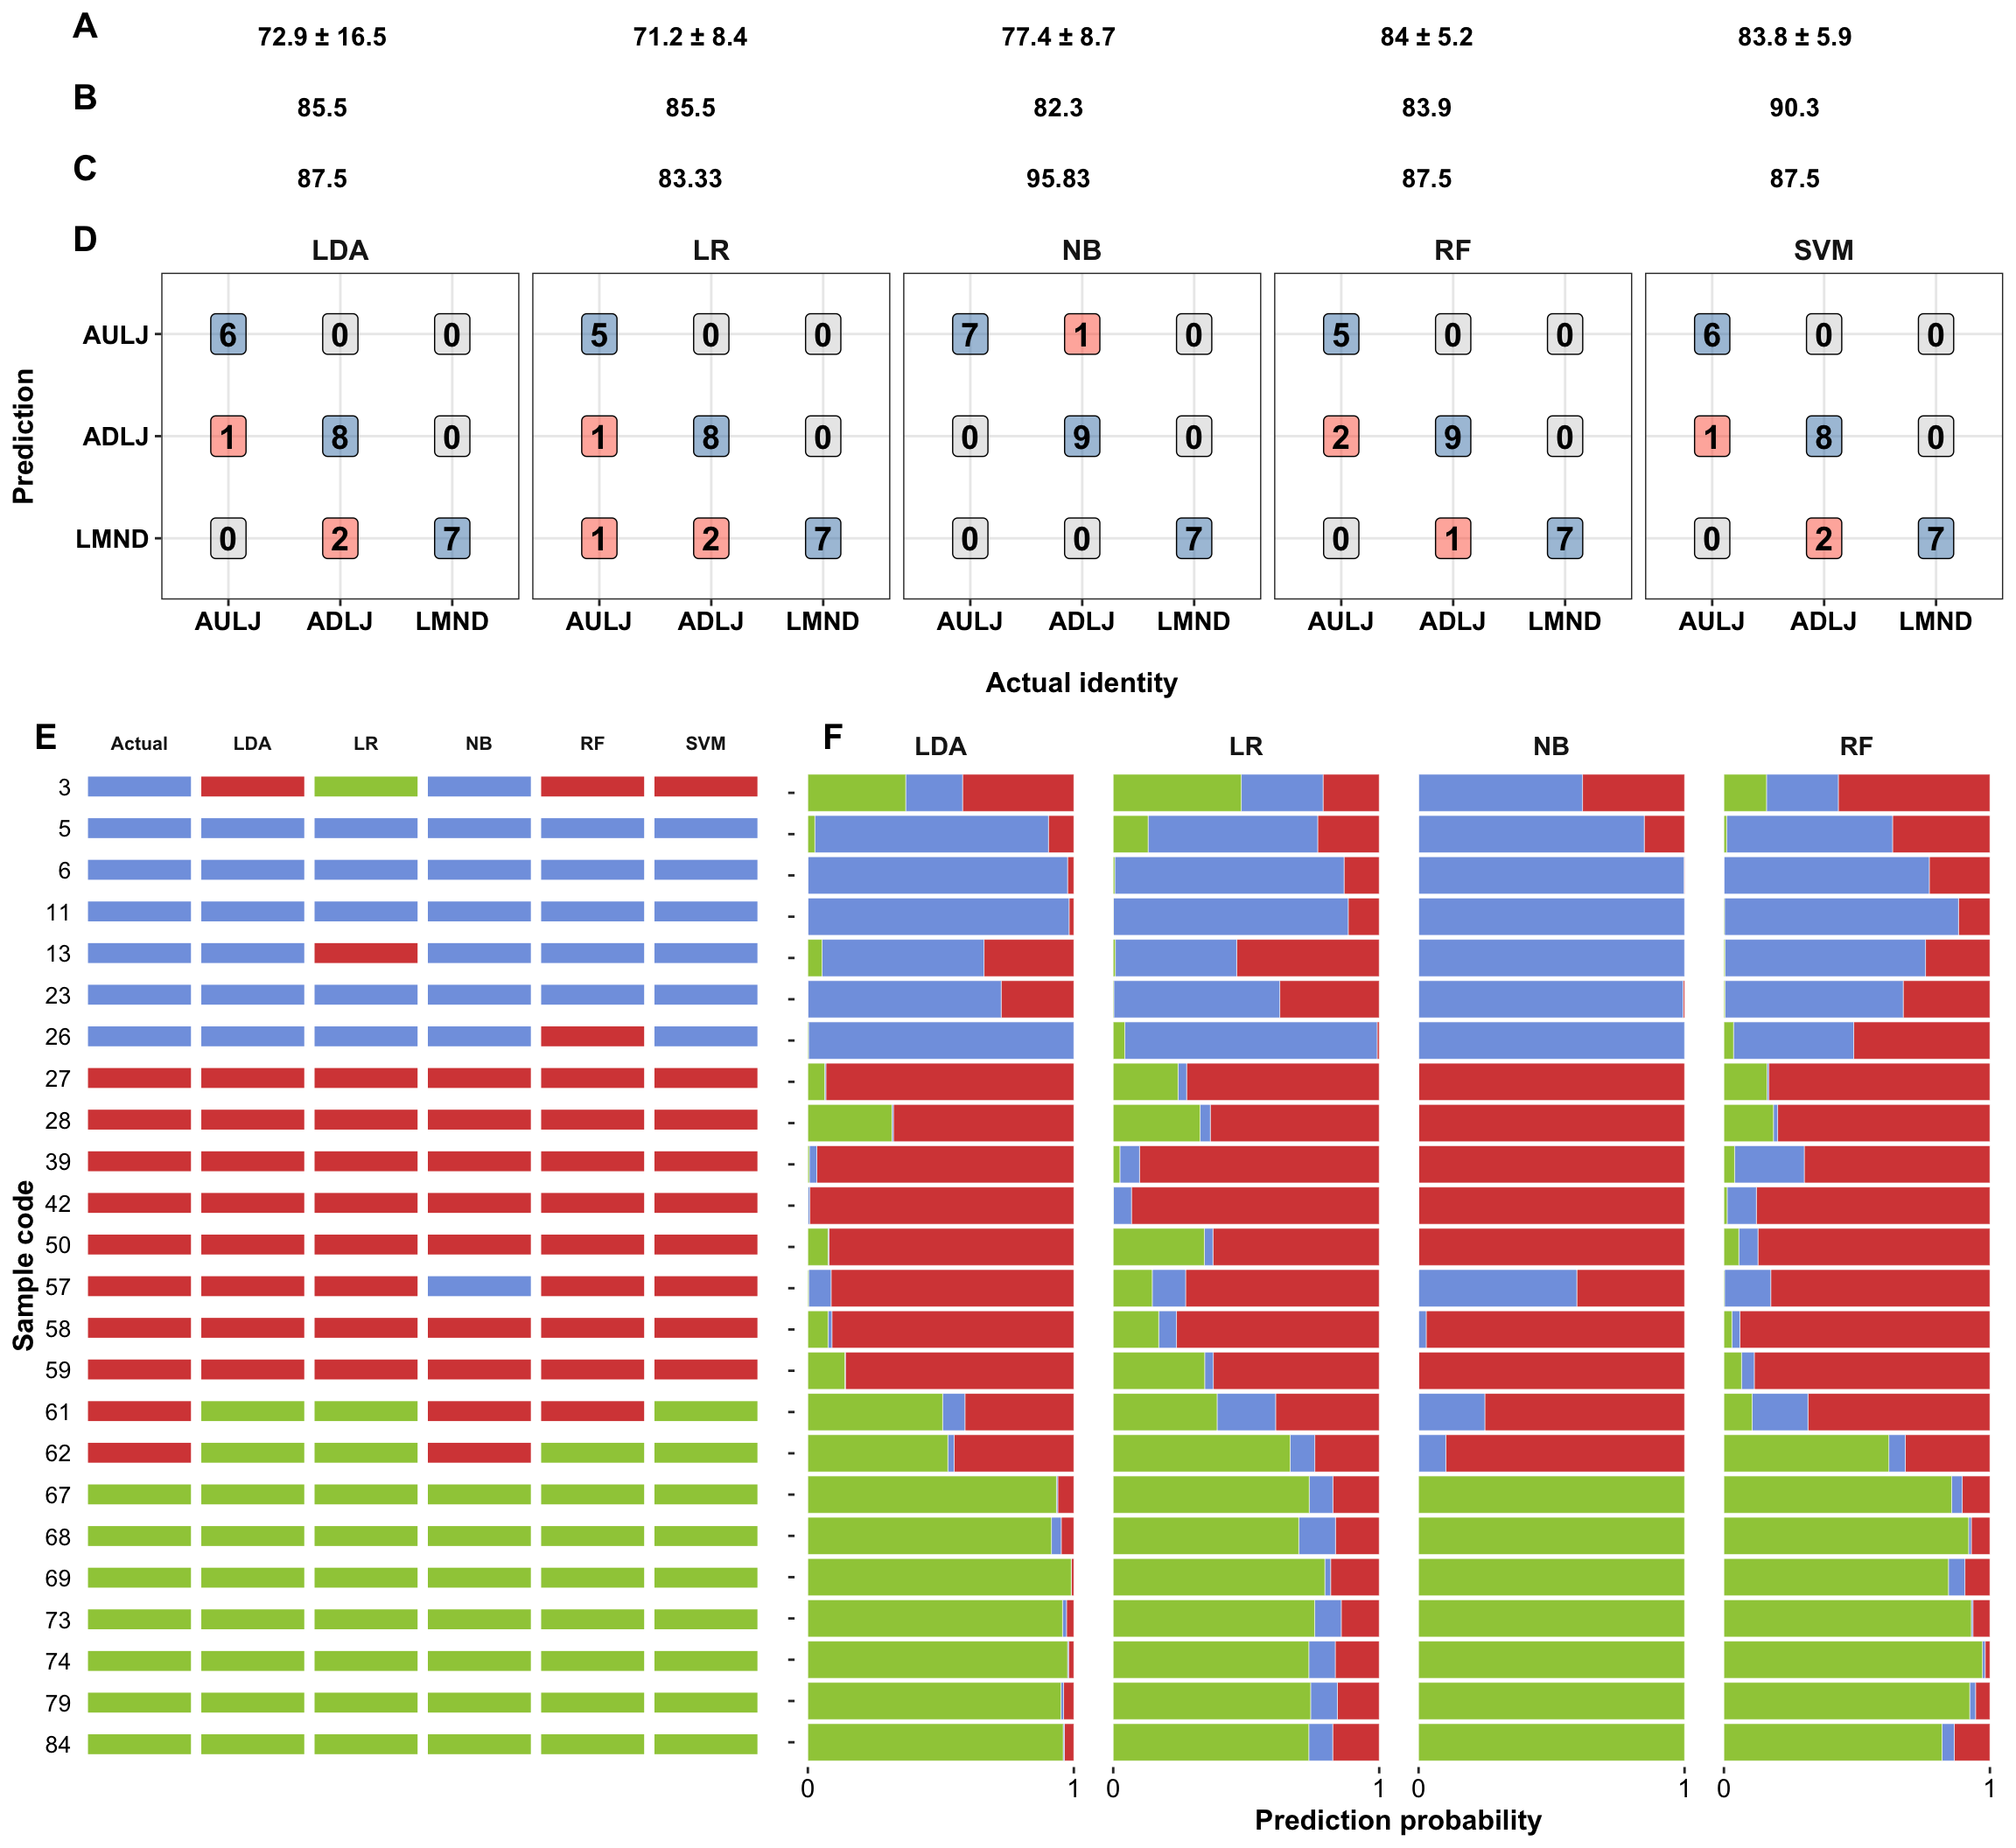 A 72.9 ± 16.5 71.2 ± 8.4 77.4 ± 8.7 84 ± 5.2 83.8 ± 5.9
B 85.5 85.5 82.3 83.9 90.3
C 87.5 83.33 95.83 87.5 87.5
D LDA LR NB RF SVM
Prediction
AULJ 6 0 0 5 0 0 7 1 0 5 0 0 6 0 0
ADLJ 1 8 0 1 8 0 0 9 0 2 9 0 1 8 0
LMND 0 2 7 1 2 7 0 0 7 0 1 7 0 2 7
AULJ ADLJ LMND AULJ ADLJ LMND AULJ ADLJ LMND AULJ ADLJ LMND AULJ ADLJ LMND
Actual identity
E Actual LDA LR NB RF SVM
Sample code
3
5
6
11
13
23
26
27
28
39
42
50
57
58
59
61
62
67
68
69
73
74
79
84
F LDA LR NB RF
0 1 0 1 0 1 0 1
Prediction probability